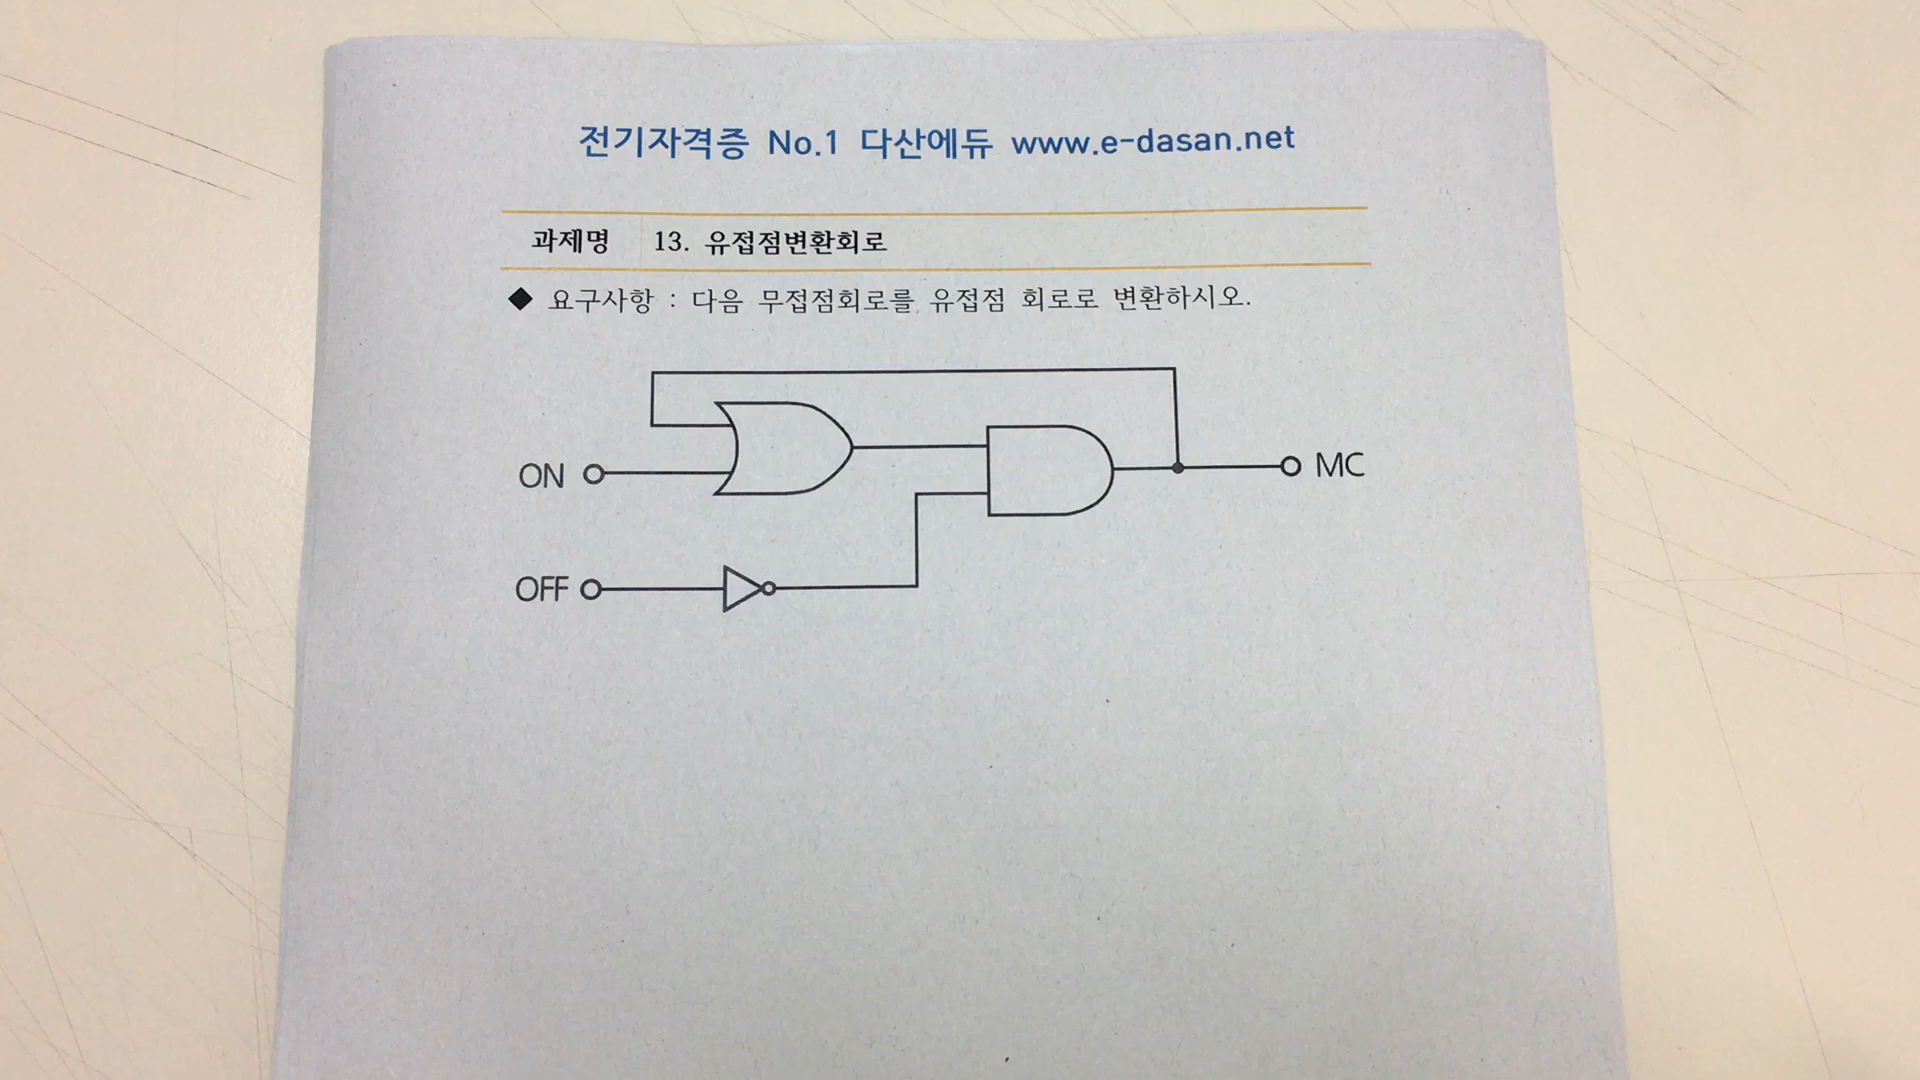 전기자격증 No.1 다산에듀 www.e-dasan.net
과제명 13. 유접점변환회로
◆ 요구사항 : 다음 무접점회로를 유접점 회로로 변환하시오.
ON
MC
OFF